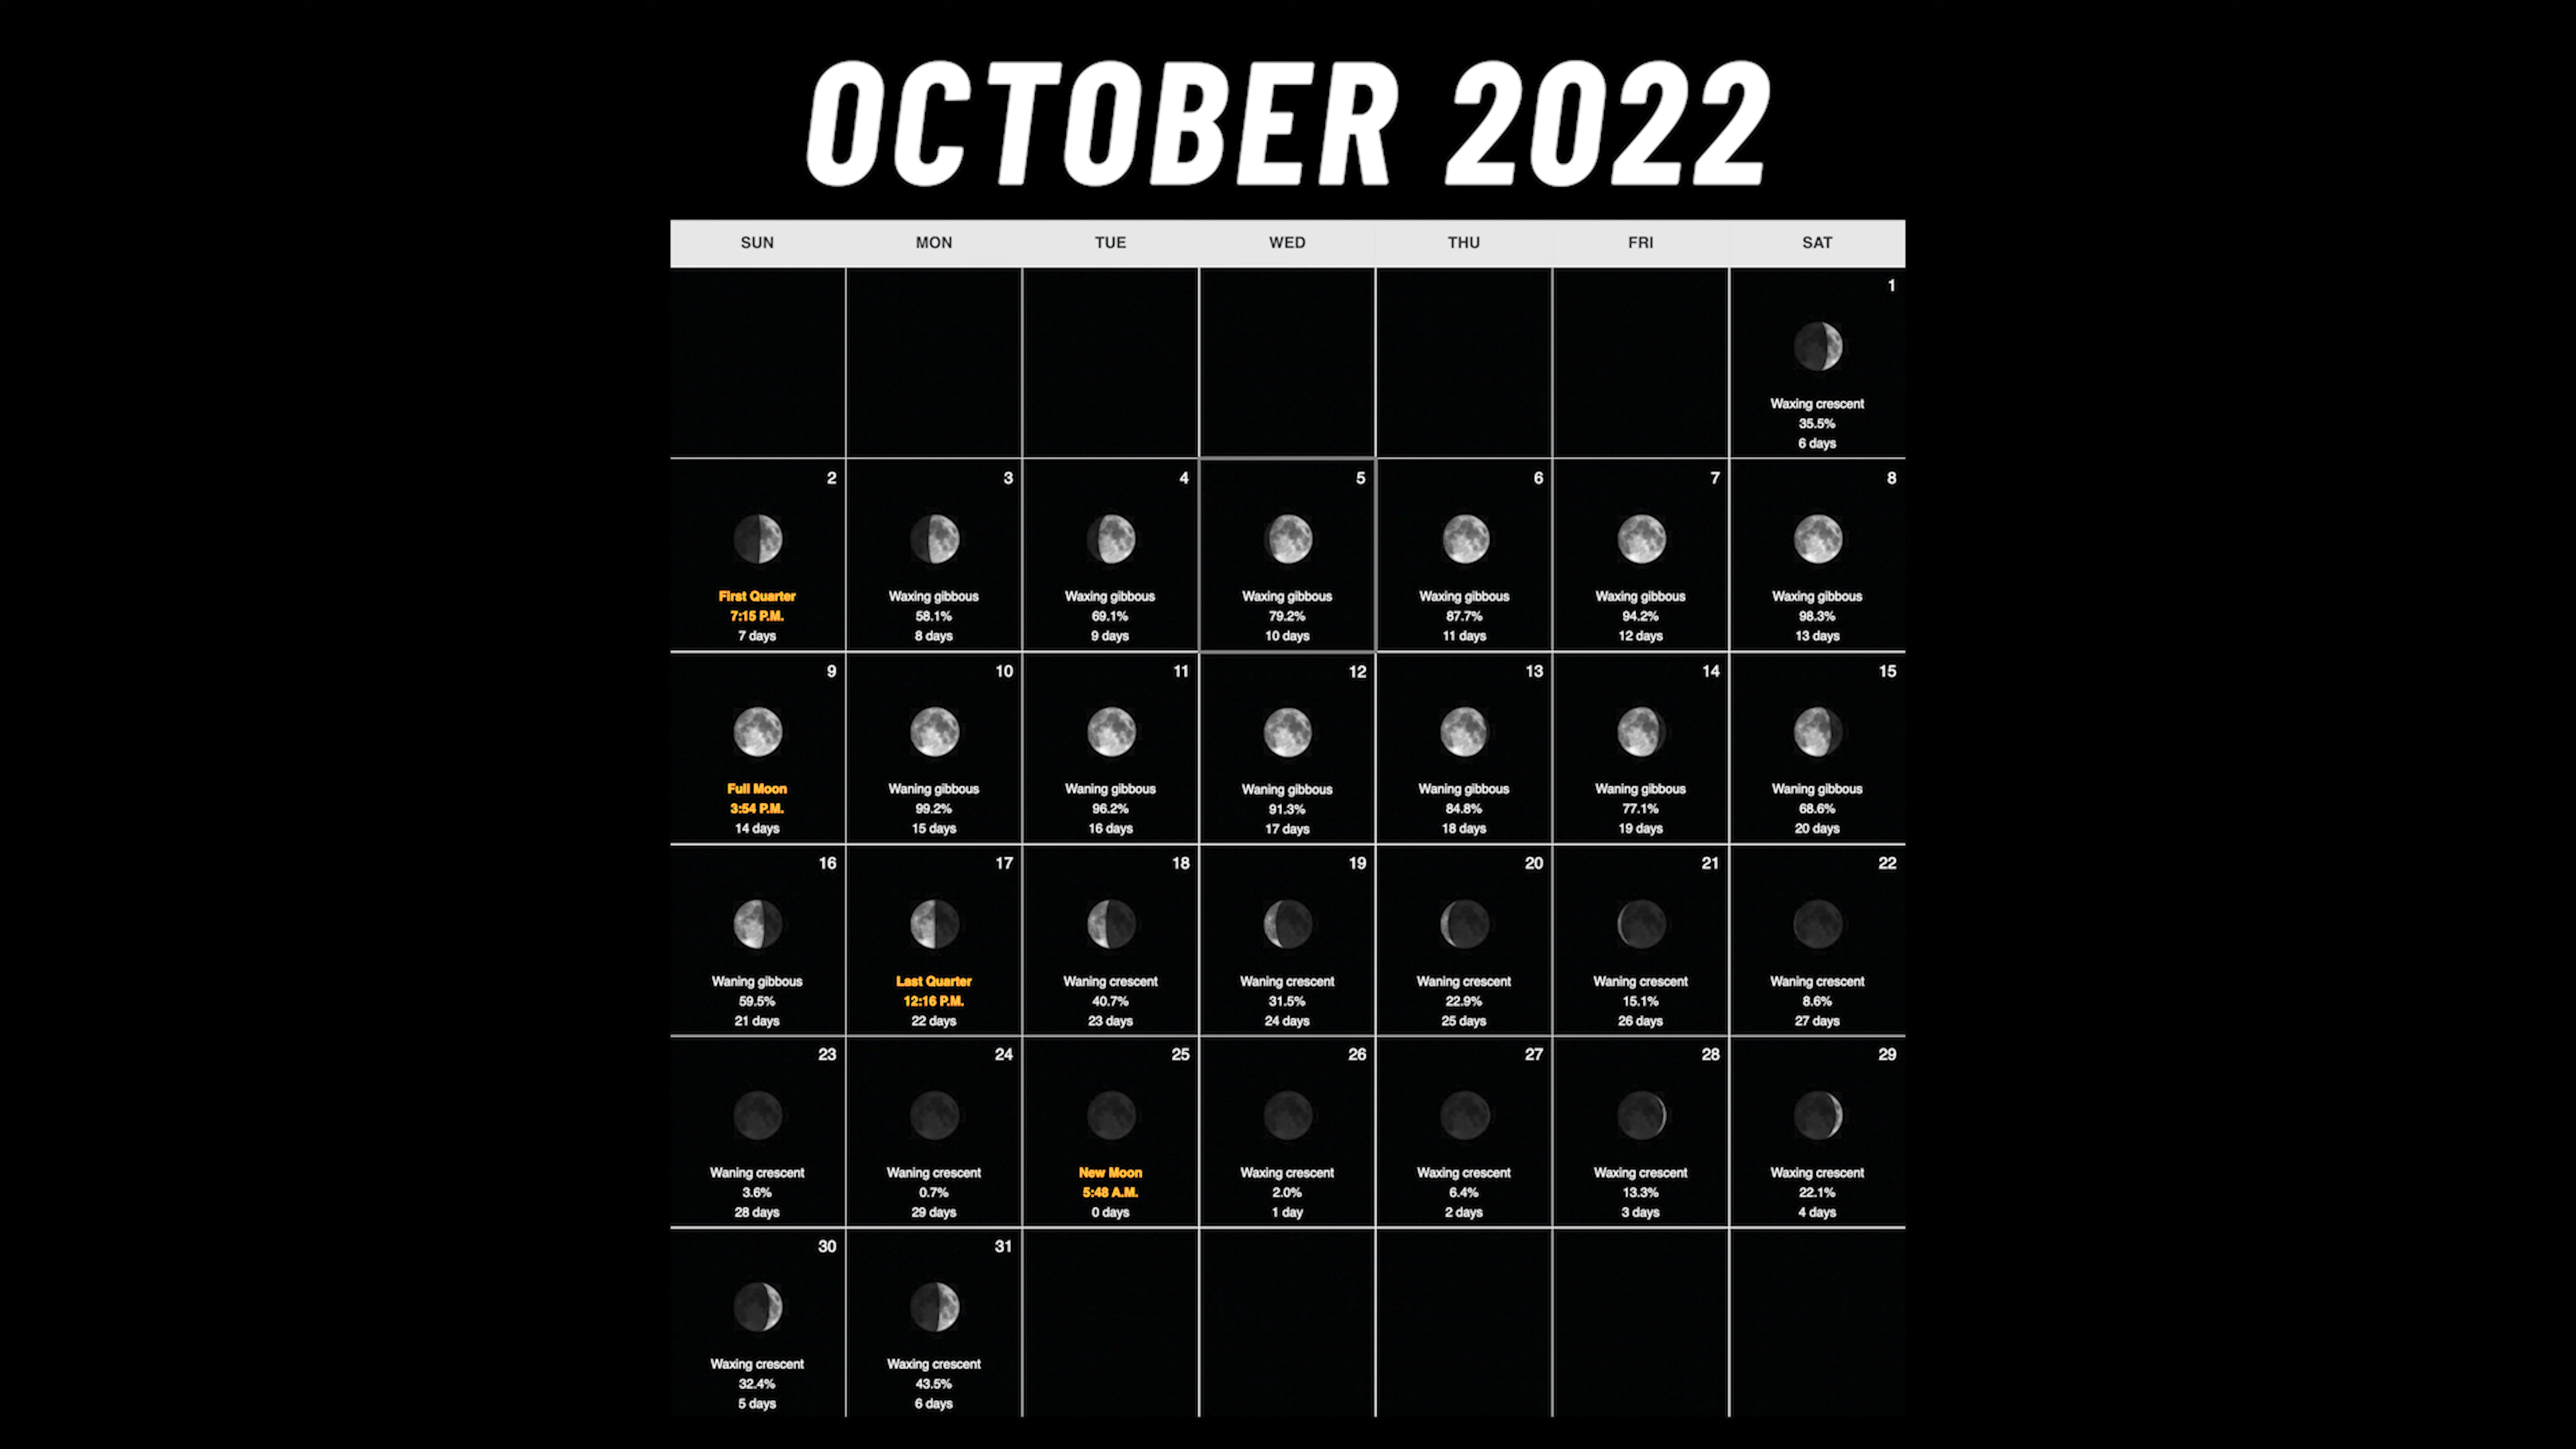 OCTOBER 2022
SUN MON TUE WED THU FRI SAT
1
Waxing crescent
35.5%
6 days
2
First Quarter
7:15 P.M.
7 days
3
Waxing gibbous
58.1%
8 days
4
Waxing gibbous
69.1%
9 days
5
Waxing gibbous
79.2%
10 days
6
Waxing gibbous
87.7%
11 days
7
Waxing gibbous
94.2%
12 days
8
Waxing gibbous
98.3%
13 days
9
Full Moon
3:54 P.M.
14 days
10
Waning gibbous
99.2%
15 days
11
Waning gibbous
96.2%
16 days
12
Waning gibbous
91.3%
17 days
13
Waning gibbous
84.8%
18 days
14
Waning gibbous
77.1%
19 days
15
Waning gibbous
68.6%
20 days
16
Waning gibbous
59.5%
21 days
17
Last Quarter
12:16 P.M.
22 days
18
Waning crescent
40.7%
23 days
19
Waning crescent
31.5%
24 days
20
Waning crescent
22.9%
25 days
21
Waning crescent
15.1%
26 days
22
Waning crescent
8.6%
27 days
23
Waning crescent
3.6%
28 days
24
Waning crescent
0.7%
29 days
25
New Moon
5:48 A.M.
0 days
26
Waxing crescent
2.0%
1 day
27
Waxing crescent
6.4%
2 days
28
Waxing crescent
13.3%
3 days
29
Waxing crescent
22.1%
4 days
30
Waxing crescent
32.4%
5 days
31
Waxing crescent
43.5%
6 days